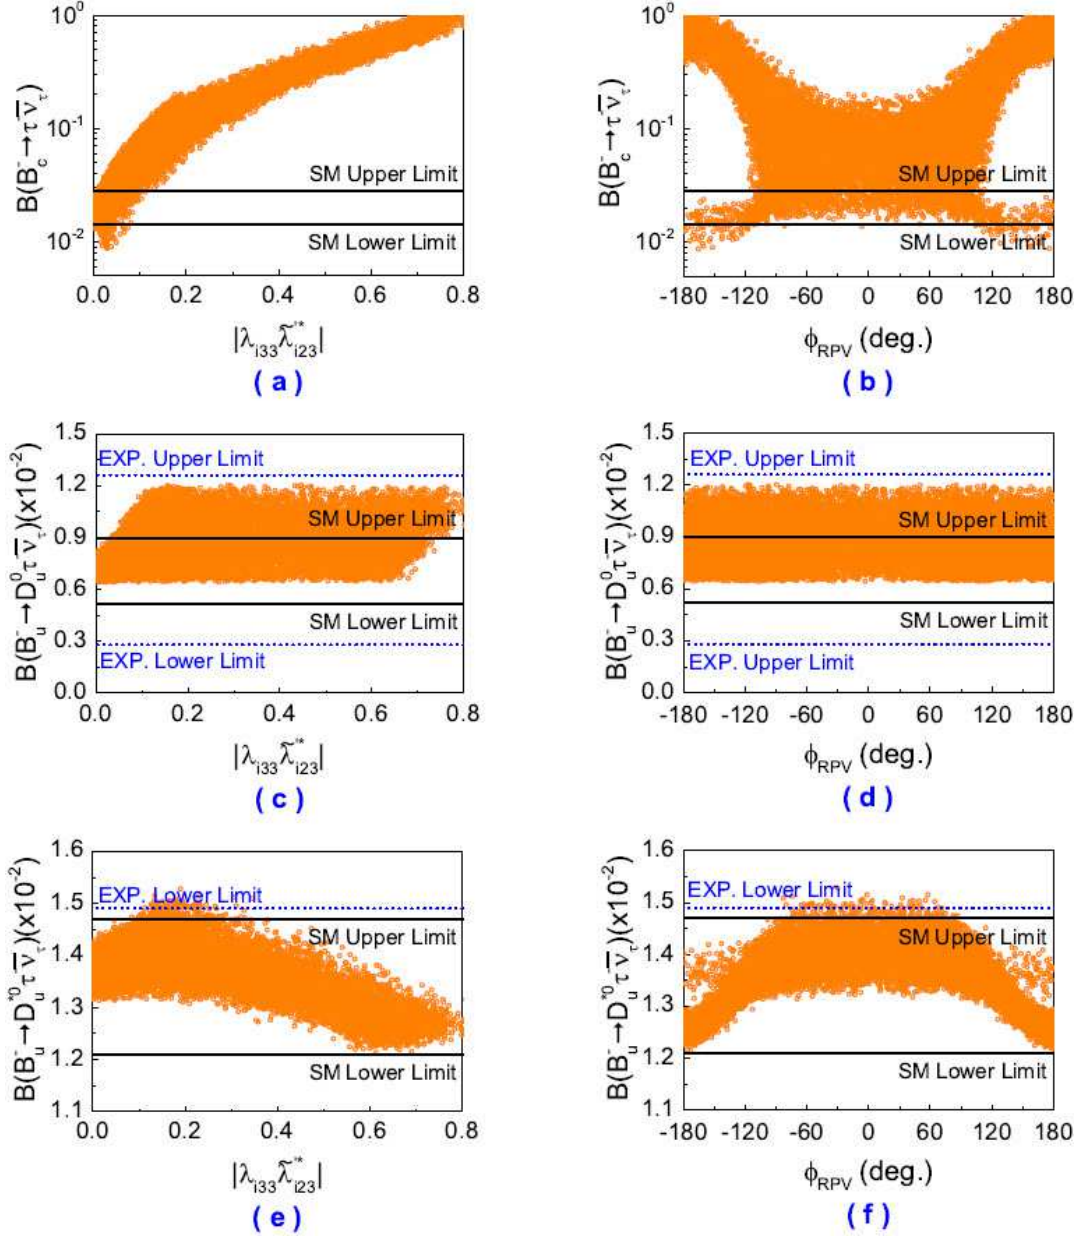 10⁰
10⁻¹
10⁻²
B(B_c⁻→τ⁻ν̄_τ)
SM Upper Limit
SM Lower Limit
0.0 0.2 0.4 0.6 0.8
|λ_i33 λ̃'*_i23|
( a )
10⁰
10⁻¹
10⁻²
B(B_c⁻→τ⁻ν̄_τ)
SM Upper Limit
SM Lower Limit
-180 -120 -60 0 60 120 180
ϕ_RPV (deg.)
( b )
1.5
1.2
0.9
0.6
0.3
0.0
B(B_u⁻→D_u⁰τ⁻ν̄_τ)(x10⁻²)
EXP. Upper Limit
SM Upper Limit
SM Lower Limit
EXP. Lower Limit
0.0 0.2 0.4 0.6 0.8
|λ_i33 λ̃'*_i23|
( c )
1.5
1.2
0.9
0.6
0.3
0.0
B(B_u⁻→D_u⁰τ⁻ν̄_τ)(x10⁻²)
EXP. Upper Limit
SM Upper Limit
SM Lower Limit
EXP. Upper Limit
-180 -120 -60 0 60 120 180
ϕ_RPV (deg.)
( d )
1.6
1.5
1.4
1.3
1.2
1.1
B(B_u⁻→D_u*⁰τ⁻ν̄_τ)(x10⁻²)
EXP. Lower Limit
SM Upper Limit
SM Lower Limit
0.0 0.2 0.4 0.6 0.8
|λ_i33 λ̃'*_i23|
( e )
1.6
1.5
1.4
1.3
1.2
1.1
B(B_u⁻→D_u*⁰τ⁻ν̄_τ)(x10⁻²)
EXP. Lower Limit
SM Upper Limit
SM Lower Limit
-180 -120 -60 0 60 120 180
ϕ_RPV (deg.)
( f )